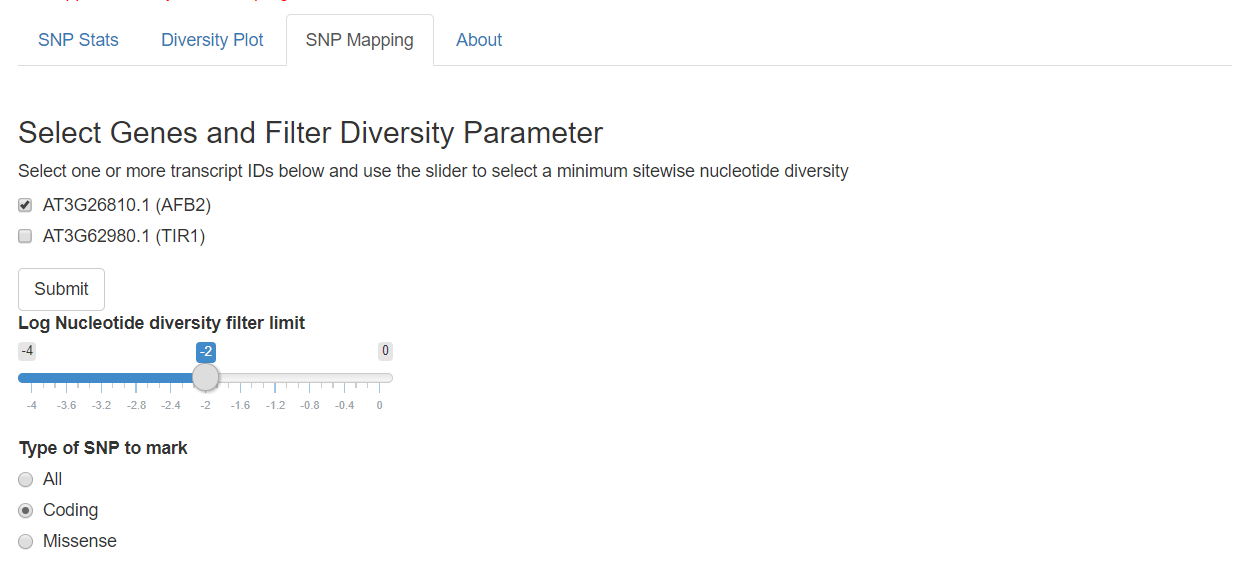 SNP Stats Diversity Plot SNP Mapping About
Select Genes and Filter Diversity Parameter
Select one or more transcript IDs below and use the slider to select a minimum sitewise nucleotide diversity
AT3G26810.1 (AFB2)
AT3G62980.1 (TIR1)
Submit
Log Nucleotide diversity filter limit
-4 -2 0
-4 -3.6 -3.2 -2.8 -2.4 -2 -1.6 -1.2 -0.8 -0.4 0
Type of SNP to mark
All
Coding
Missense